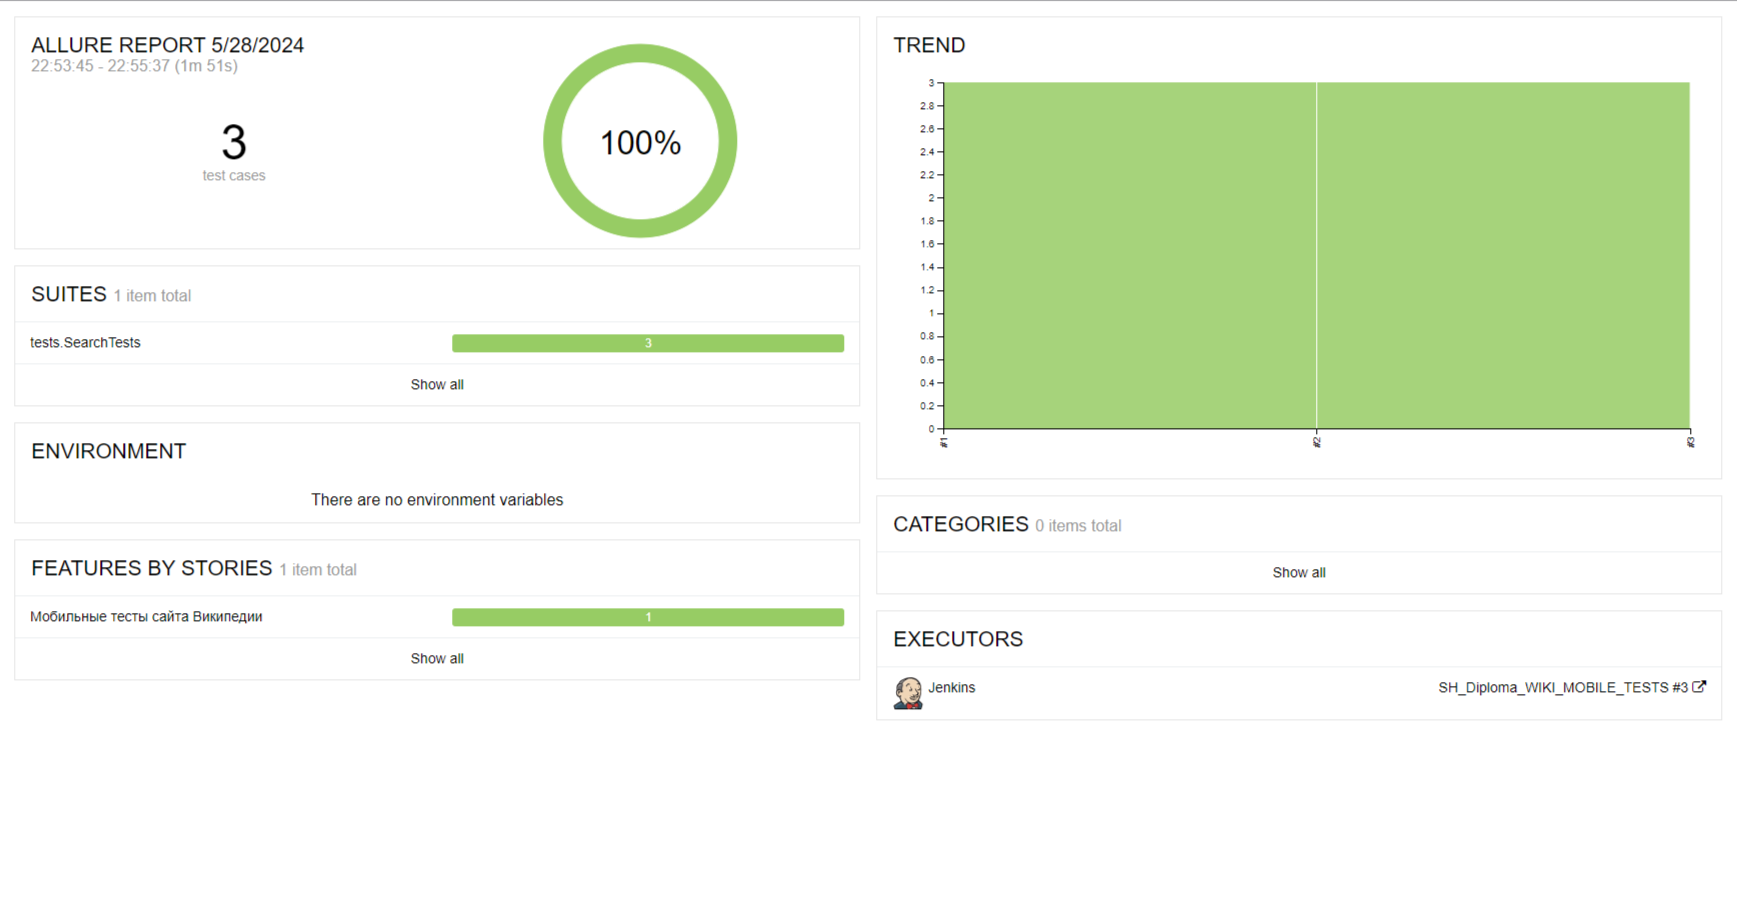 ALLURE REPORT 5/28/2024
22:53:45 - 22:55:37 (1m 51s)
3
test cases
100%
SUITES 1 item total
tests.SearchTests 3
Show all
ENVIRONMENT
There are no environment variables
FEATURES BY STORIES 1 item total
Мобильные тесты сайта Википедии 1
Show all
TREND
3
2.8
2.6
2.4
2.2
2
1.8
1.6
1.4
1.2
1
0.8
0.6
0.4
0.2
0
#1 #2 #3
CATEGORIES 0 items total
Show all
EXECUTORS
Jenkins SH_Diploma_WIKI_MOBILE_TESTS #3